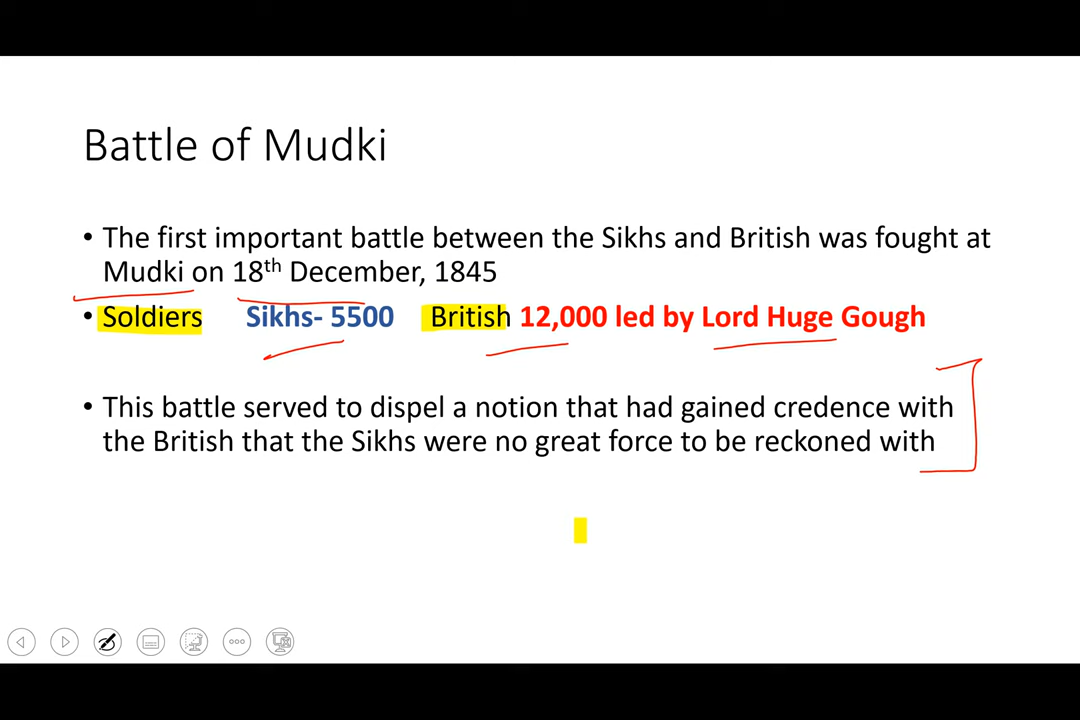 Battle of Mudki
• The first important battle between the Sikhs and British was fought at
Mudki on 18th December, 1845
• Soldiers Sikhs- 5500 British 12,000 led by Lord Huge Gough
• This battle served to dispel a notion that had gained credence with
the British that the Sikhs were no great force to be reckoned with